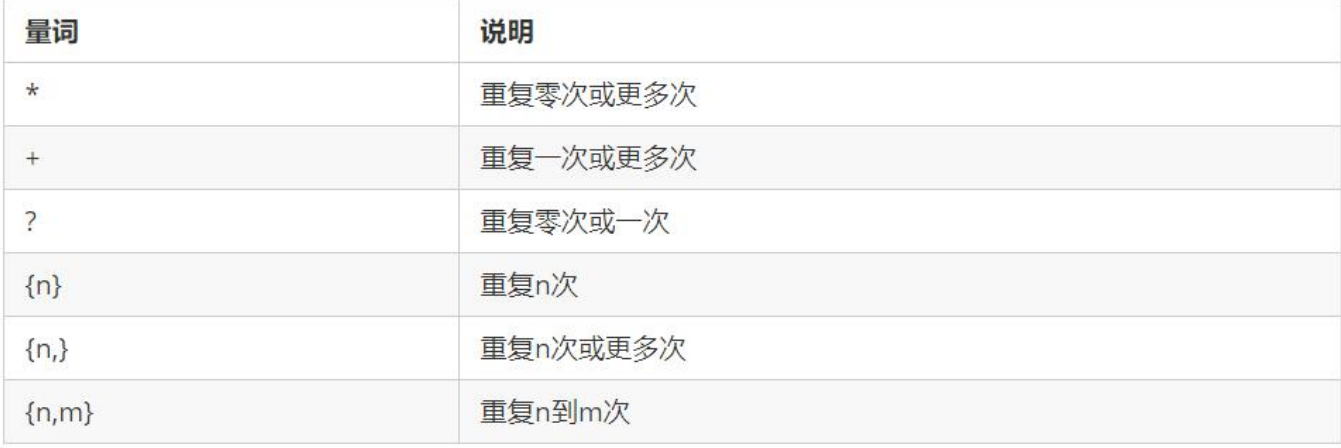 量词 说明
* 重复零次或更多次
+ 重复一次或更多次
? 重复零次或一次
{n} 重复n次
{n,} 重复n次或更多次
{n,m} 重复n到m次